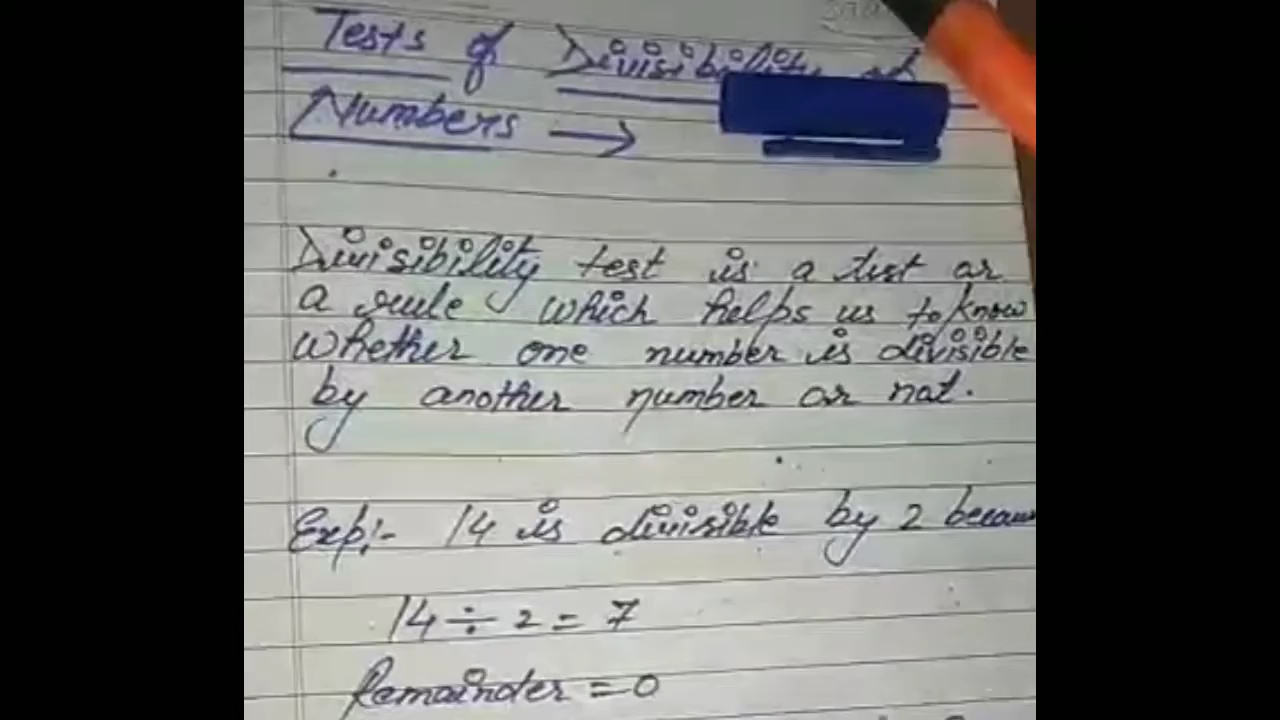 Tests of Divisibility of
Numbers →
Divisibility test is a test or
a rule which helps us to know
whether one number is divisible
by another number or not.
Exp:- 14 is divisible by 2 becau
14 ÷ 2 = 7
Remainder = 0